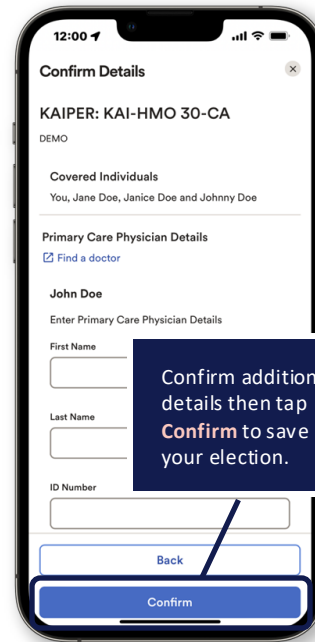 12:00
Confirm Details
KAIPER: KAI-HMO 30-CA
DEMO
Covered Individuals
You, Jane Doe, Janice Doe and Johnny Doe
Primary Care Physician Details
Find a doctor
John Doe
Enter Primary Care Physician Details
First Name
Last Name
ID Number
Confirm addition
details then tap
Confirm to save
your election.
Back
Confirm